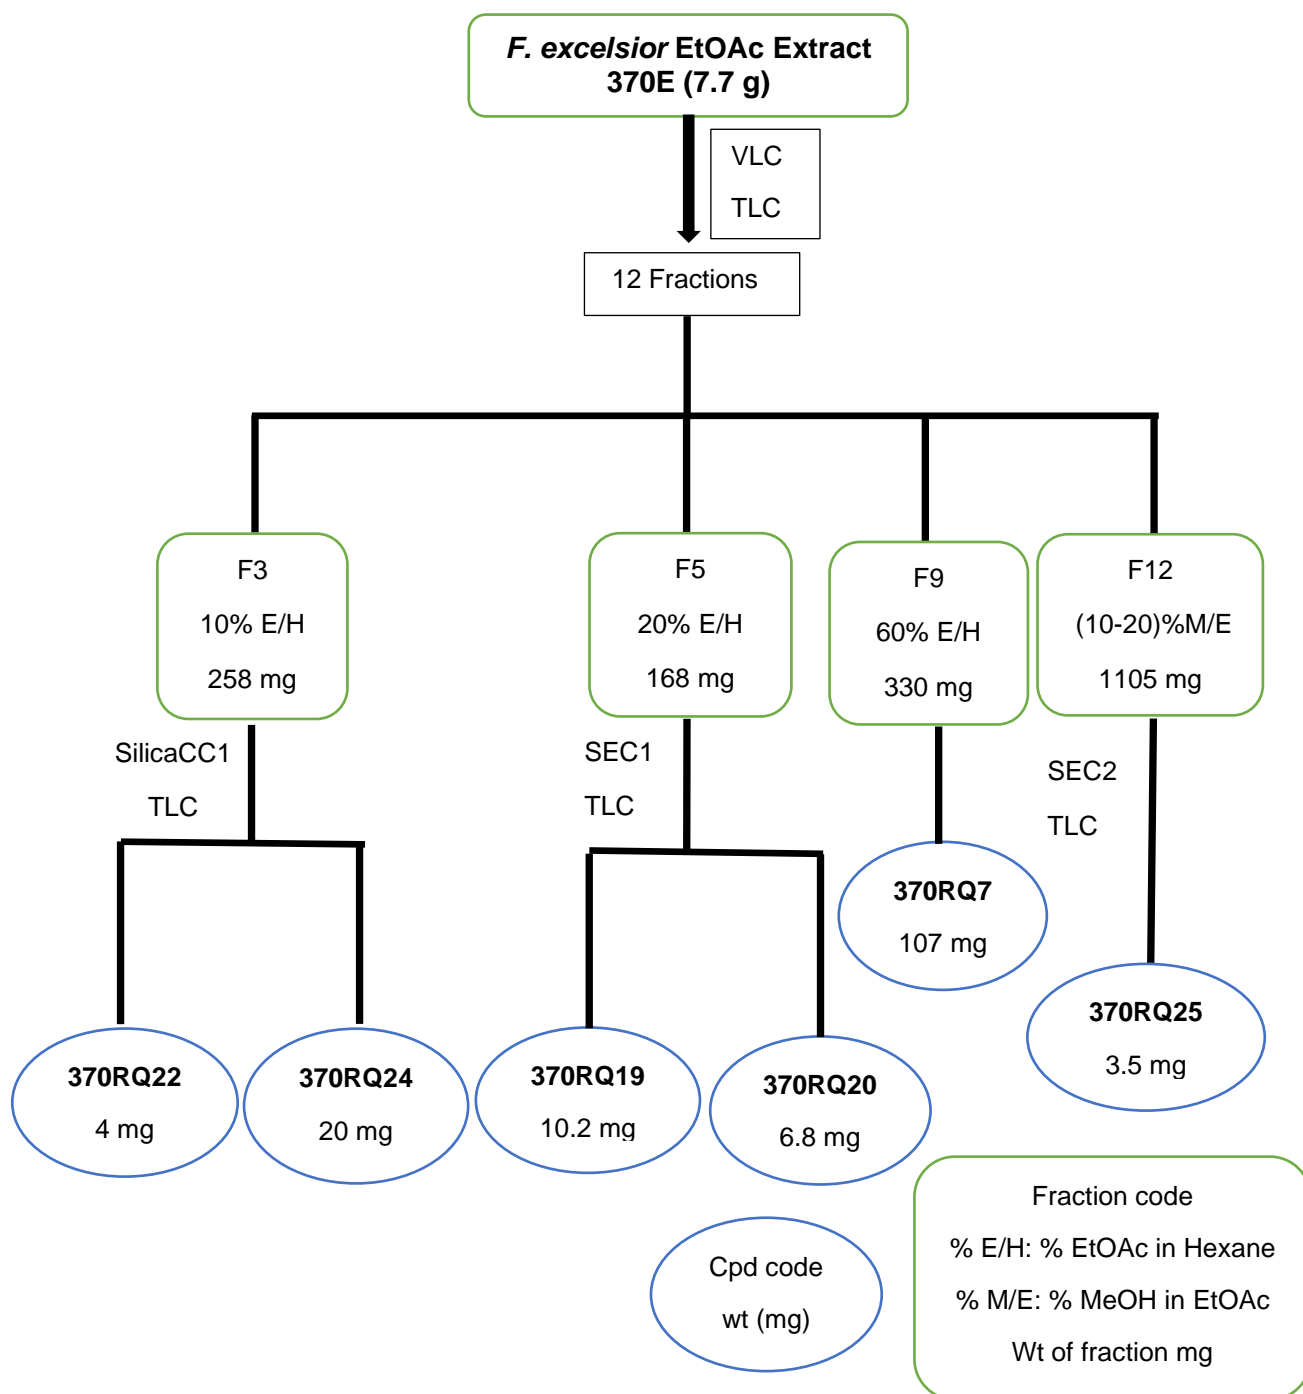 F. excelsior EtOAc Extract
370E (7.7 g)
VLC
TLC
12 Fractions
F3
10% E/H
258 mg
F5
20% E/H
168 mg
F9
60% E/H
330 mg
F12
(10-20)%M/E
1105 mg
SilicaCC1
TLC
SEC1
TLC
SEC2
TLC
370RQ22
4 mg
370RQ24
20 mg
370RQ19
10.2 mg
370RQ20
6.8 mg
370RQ7
107 mg
370RQ25
3.5 mg
Cpd code
wt (mg)
Fraction code
% E/H: % EtOAc in Hexane
% M/E: % MeOH in EtOAc
Wt of fraction mg